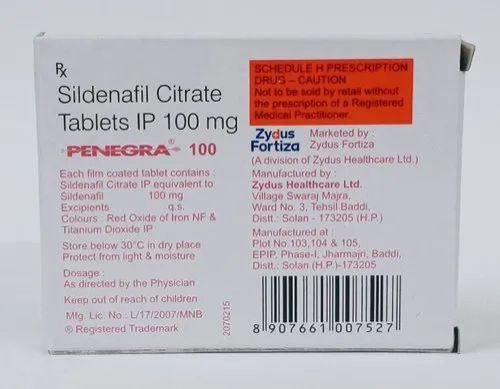 Rx
Sildenafil Citrate
Tablets IP 100 mg
PENEGRA® 100
Each film coated tablet contains :
Sildenafil Citrate IP equivalent to
Sildenafil 100 mg
Excipients q.s.
Colours : Red Oxide of Iron NF &
Titanium Dioxide IP
Store below 30°C in dry place
Protect from light & moisture
Dosage :
As directed by the Physician
Keep out of reach of children
Mfg. Lic. No.: L/17/2007/MNB
® Registered Trademark
2070215
SCHEDULE H PRESCRIPTION
DRUG – CAUTION
Not to be sold by retail without
the prescription of a Registered
Medical Practitioner.
Zydus
Fortiza
Marketed by :
Zydus Fortiza
(A division of Zydus Healthcare Ltd.)
Manufactured by :
Zydus Healthcare Ltd.
Village Swaraj Majra,
Ward No. 3, Tehsil Baddi,
Distt.: Solan - 173205 (H.P.)
Manufactured at :
Plot No.103,104 & 105,
EPIP, Phase-I, Jharmajri, Baddi,
Distt.: Solan (H.P.)-173205
8 907661 007527